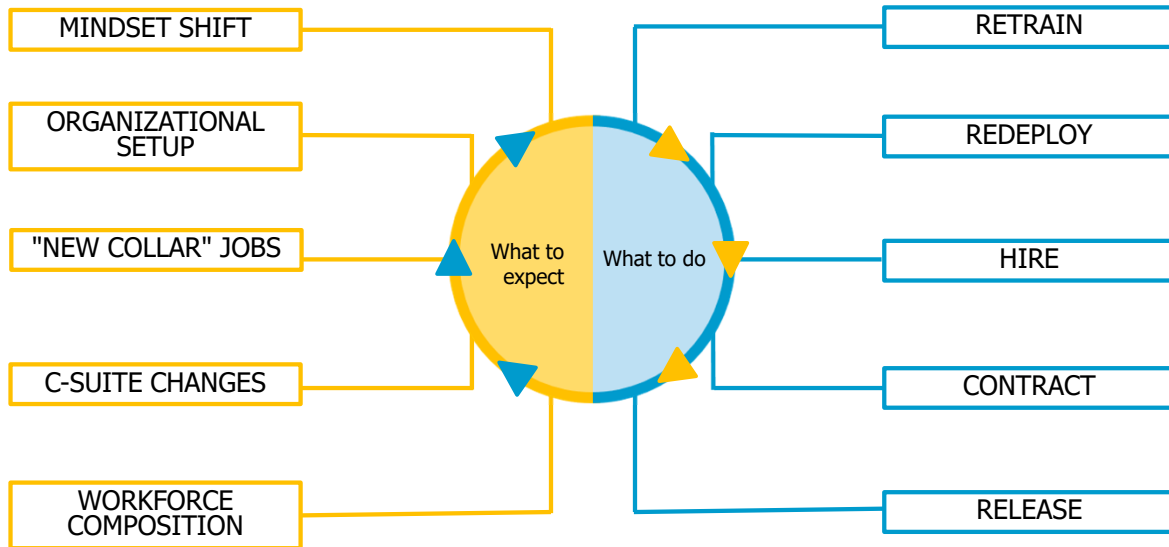 MINDSET SHIFT
ORGANIZATIONAL
SETUP
"NEW COLLAR" JOBS
C-SUITE CHANGES
WORKFORCE
COMPOSITION
What to
expect
What to do
RETRAIN
REDEPLOY
HIRE
CONTRACT
RELEASE